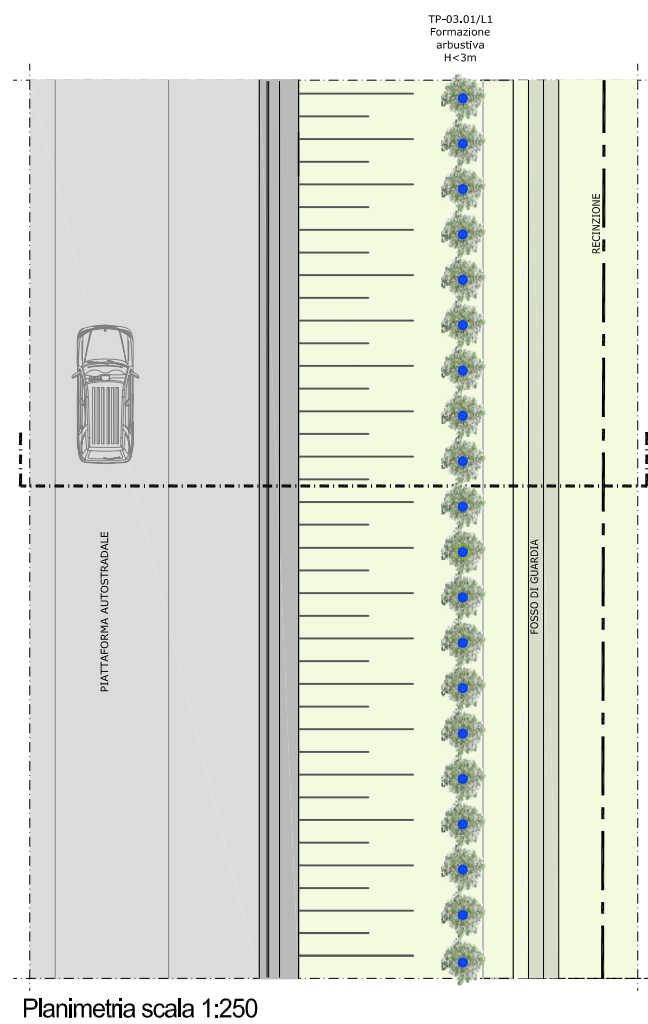 TP-03.01/L1
Formazione
arbustiva
H<3m
RECINZIONE
PIATTAFORMA AUTOSTRADALE
FOSSO DI GUARDIA
Planimetria scala 1:250